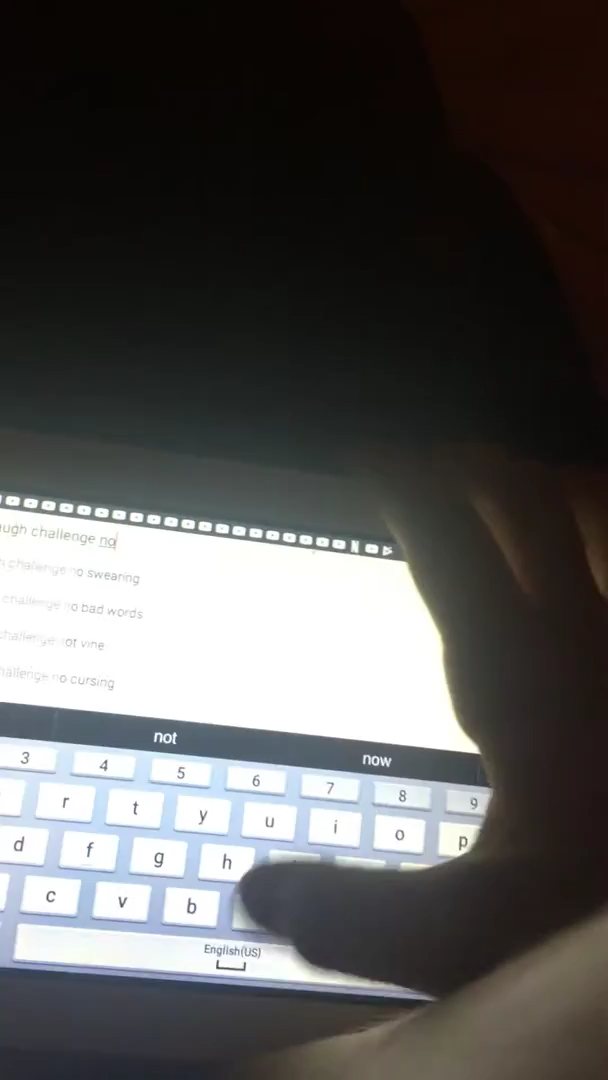 ugh challenge no
challenge no swearing
challenge no bad words
challenge not vine
challenge no cursing
not now
3 4 5 6 7 8 9
r t y u i o p
d f g h
c v b
English(US)